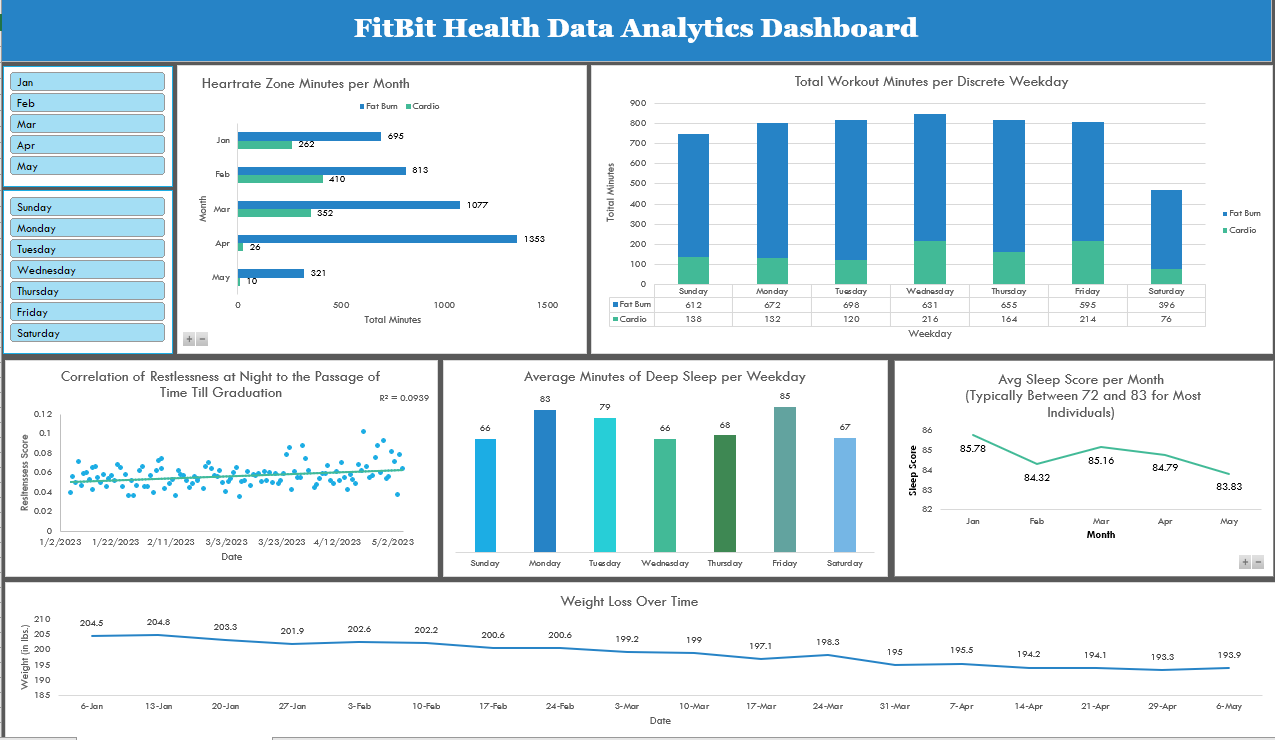 FitBit Health Data Analytics Dashboard
Jan
Feb
Mar
Apr
May
Sunday
Monday
Tuesday
Wednesday
Thursday
Friday
Saturday
Heartrate Zone Minutes per Month
Fat Burn Cardio
Month
Jan 695
262
Feb 813
410
Mar 1077
352
Apr 1353
26
May 321
10
0 500 1000 1500
Total Minutes
+ −
Total Workout Minutes per Discrete Weekday
Toital Minutes
900
800
700
600
500
400
300
200
100
0
Fat Burn
Cardio
Sunday Monday Tuesday Wednesday Thursday Friday Saturday
Fat Burn 612 672 698 631 655 595 396
Cardio 138 132 120 216 164 214 76
Weekday
Correlation of Restlessness at Night to the Passage of
Time Till Graduation
R² = 0.0939
Resltenssess Score
0.12
0.1
0.08
0.06
0.04
0.02
0
1/2/2023 1/22/2023 2/11/2023 3/3/2023 3/23/2023 4/12/2023 5/2/2023
Date
Average Minutes of Deep Sleep per Weekday
66 83 79 66 68 85 67
Sunday Monday Tuesday Wednesday Thursday Friday Saturday
Avg Sleep Score per Month
(Typically Between 72 and 83 for Most
Individuals)
Sleep Score
86
85
84
83
82
85.78 84.32 85.16 84.79 83.83
Jan Feb Mar Apr May
Month
+ −
Weight Loss Over Time
Weight (in lbs.)
210
205
200
195
190
185
204.5 204.8 203.3 201.9 202.6 202.2 200.6 200.6 199.2 199 197.1 198.3 195 195.5 194.2 194.1 193.3 193.9
6-Jan 13-Jan 20-Jan 27-Jan 3-Feb 10-Feb 17-Feb 24-Feb 3-Mar 10-Mar 17-Mar 24-Mar 31-Mar 7-Apr 14-Apr 21-Apr 29-Apr 6-May
Date